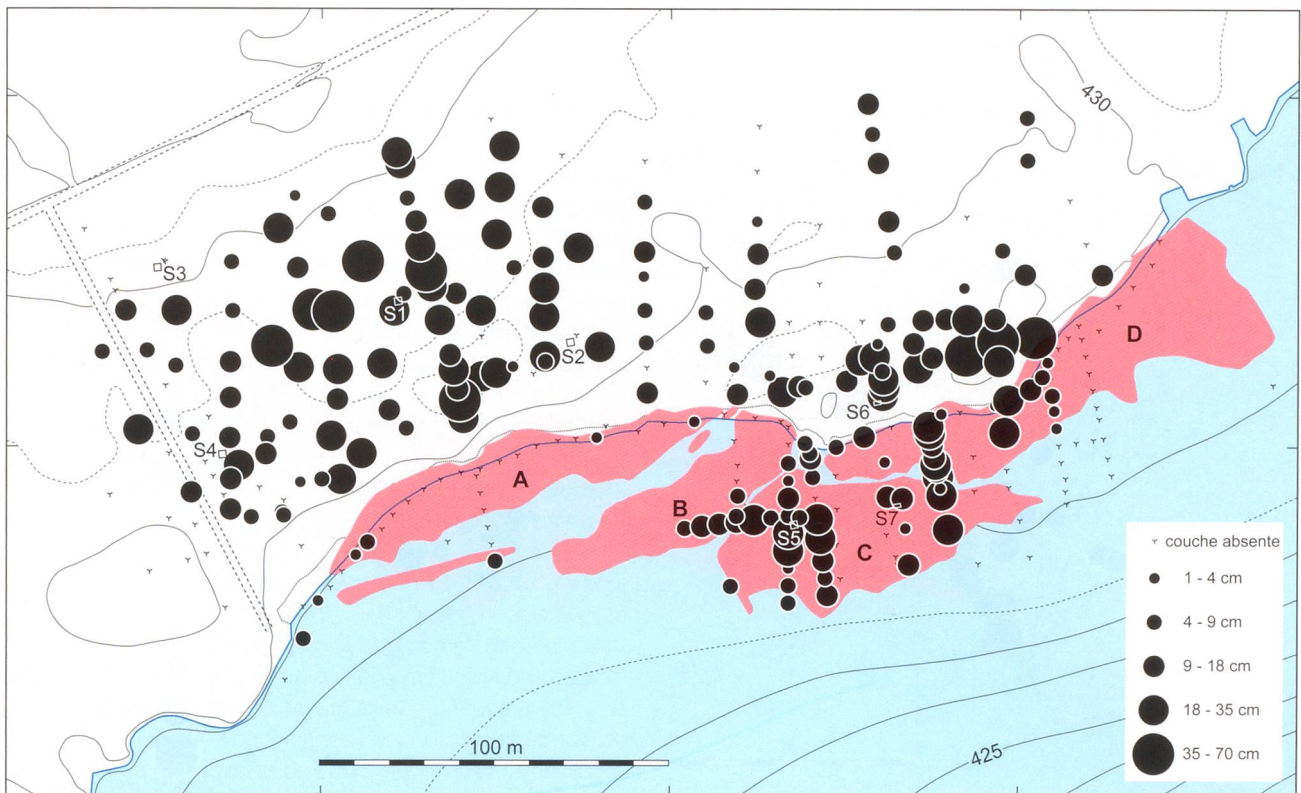 430
S3
S1
S2
D
S6
S4
A
B
S7
S5
C
couche absente
1 - 4 cm
4 - 9 cm
9 - 18 cm
18 - 35 cm
35 - 70 cm
100 m
425